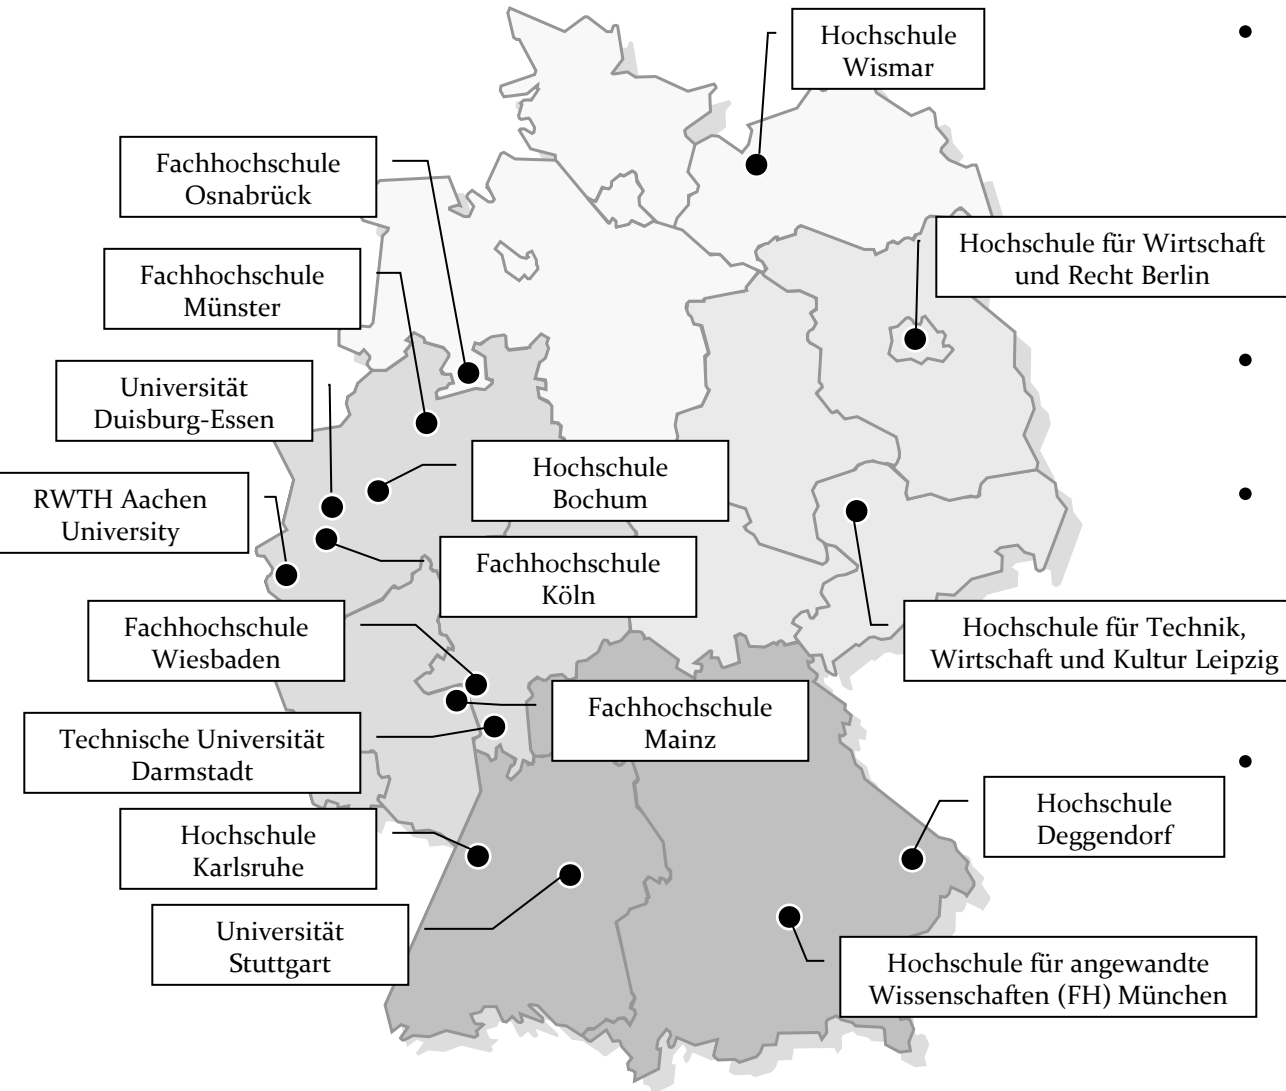 Hochschule
Wismar
Fachhochschule
Osnabrück
Hochschule für Wirtschaft
und Recht Berlin
Fachhochschule
Münster
Universität
Duisburg-Essen
Hochschule
Bochum
RWTH Aachen
University
Fachhochschule
Köln
Fachhochschule
Wiesbaden
Hochschule für Technik,
Wirtschaft und Kultur Leipzig
Fachhochschule
Mainz
Technische Universität
Darmstadt
Hochschule
Deggendorf
Hochschule
Karlsruhe
Universität
Stuttgart
Hochschule für angewandte
Wissenschaften (FH) München